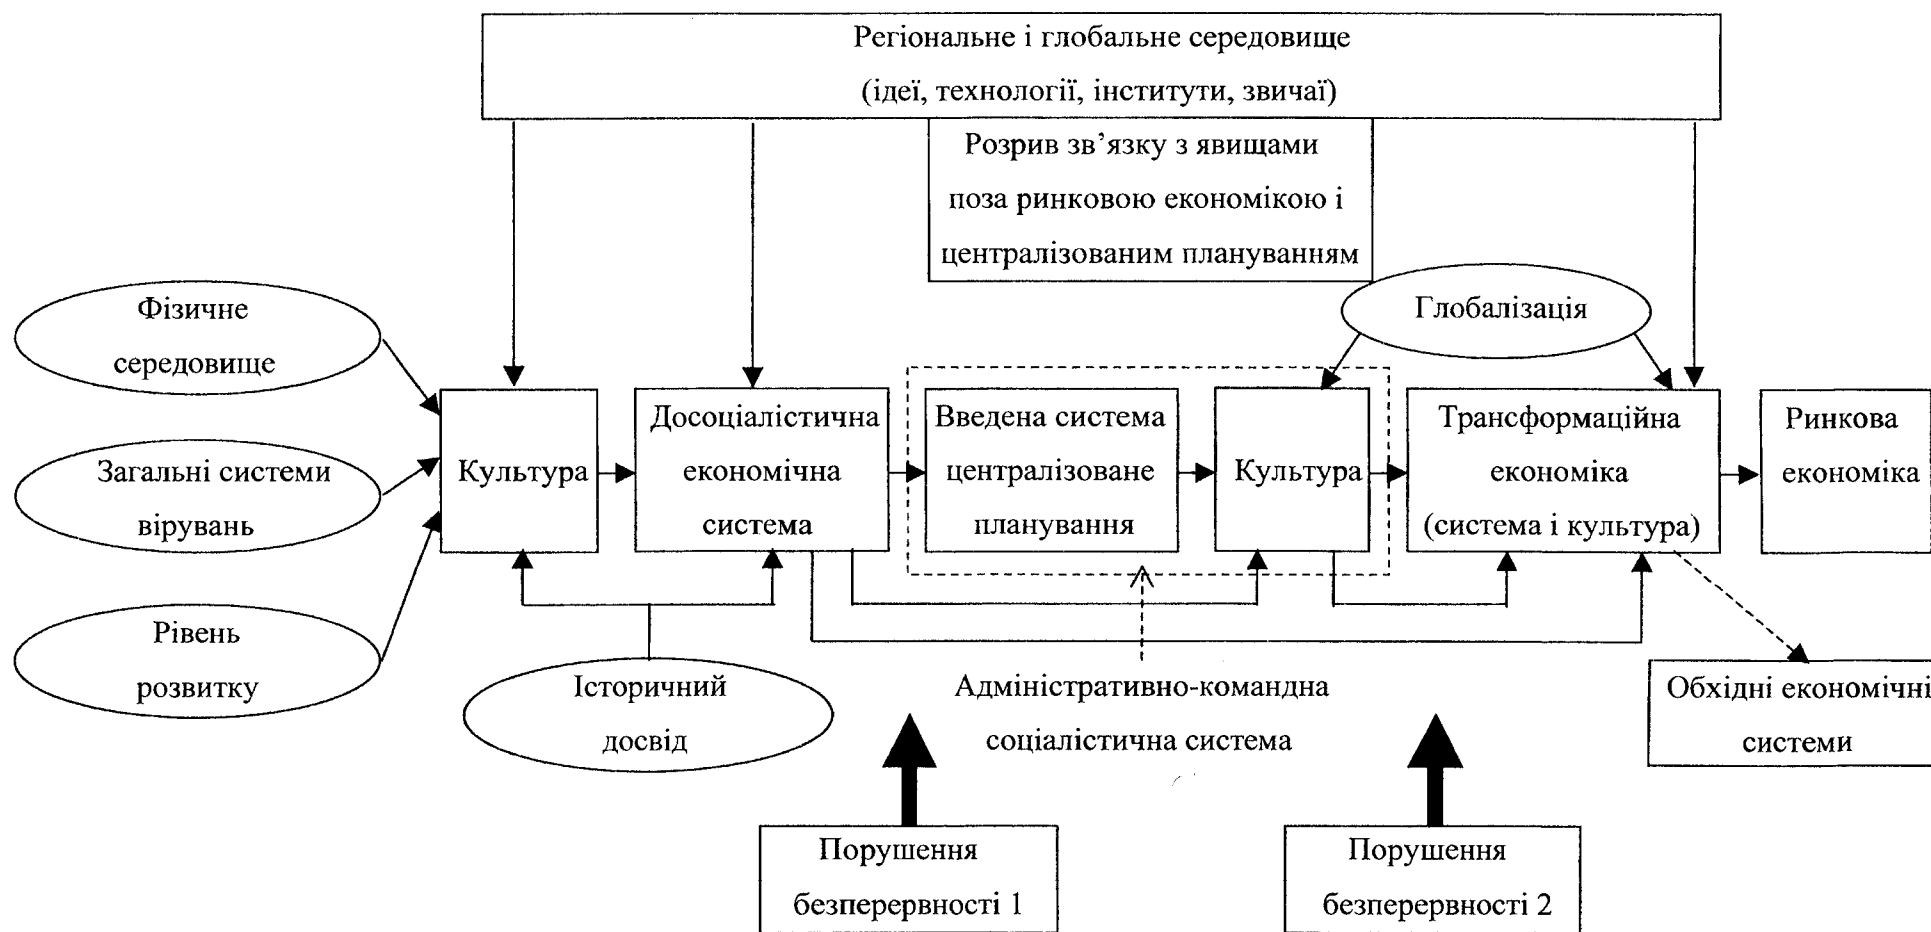 Регіональне і глобальне середовище
(ідеї, технології, інститути, звичаї)
Розрив зв’язку з явищами
поза ринковою економікою і
централізованим плануванням
Фізичне
середовище
Глобалізація
Загальні системи
вірувань
Культура
Досоціалістична
економічна
система
Введена система
централізоване
планування
Культура
Трансформаційна
економіка
(система і культура)
Ринкова
економіка
Рівень
розвитку
Історичний
досвід
Адміністративно-командна
соціалістична система
Обхідні економічні
системи
Порушення
безперервності 1
Порушення
безперервності 2